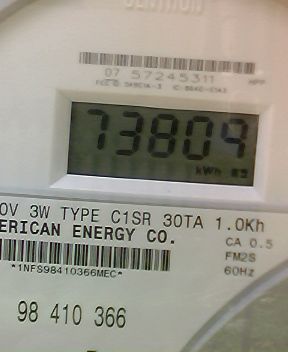 07 57245311
73809
kWh
0V 3W TYPE C1SR 30TA 1.0Kh
ERICAN ENERGY CO.
CA 0.5
FM2S
60Hz
*1NFS98410366MEC*
98 410 366